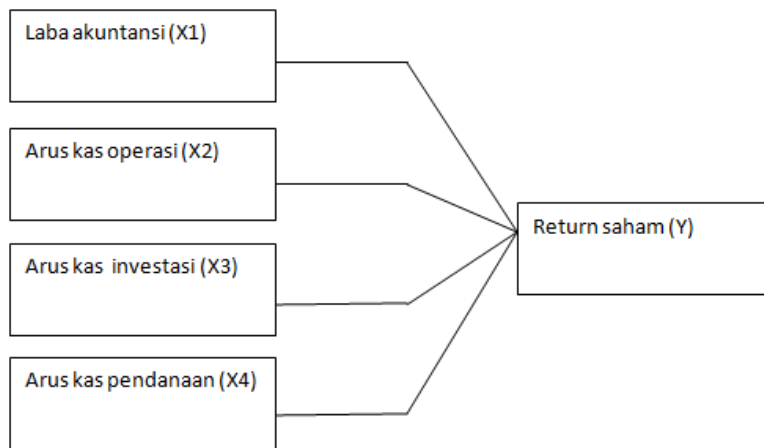 Laba akuntansi (X1)
Arus kas operasi (X2)
Return saham (Y)
Arus kas  investasi (X3)
Arus kas pendanaan (X4)